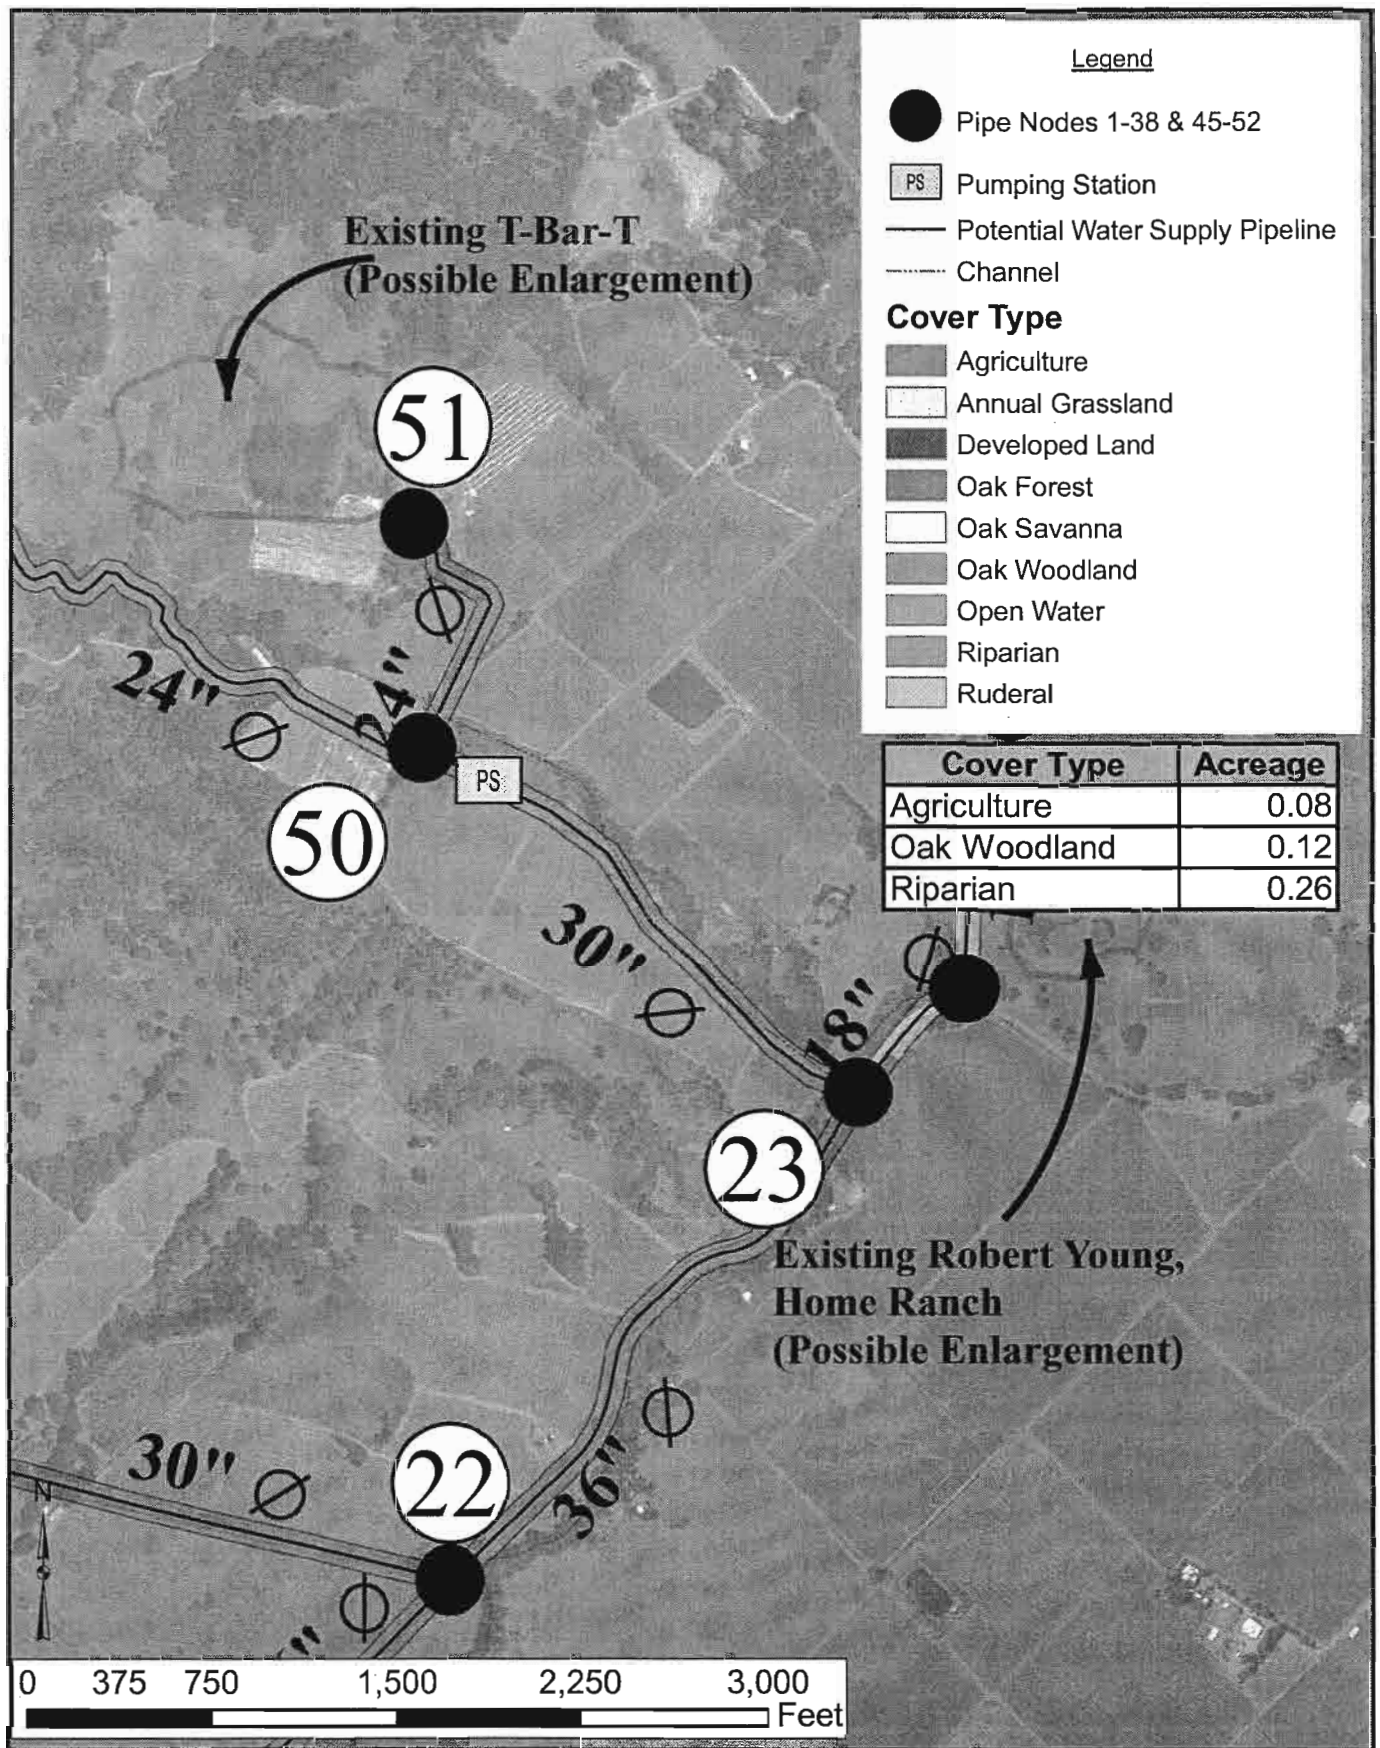 Legend
Pipe Nodes 1-38 & 45-52
PS Pumping Station
Potential Water Supply Pipeline
Channel
Cover Type
Agriculture
Annual Grassland
Developed Land
Oak Forest
Oak Savanna
Oak Woodland
Open Water
Riparian
Ruderal
Cover Type Acreage
Agriculture 0.08
Oak Woodland 0.12
Riparian 0.26
Existing T-Bar-T
(Possible Enlargement)
51
24"
24"
50
PS
30"
18"
23
Existing Robert Young,
Home Ranch
(Possible Enlargement)
30"
22
36"
N
0 375 750 1,500 2,250 3,000
Feet